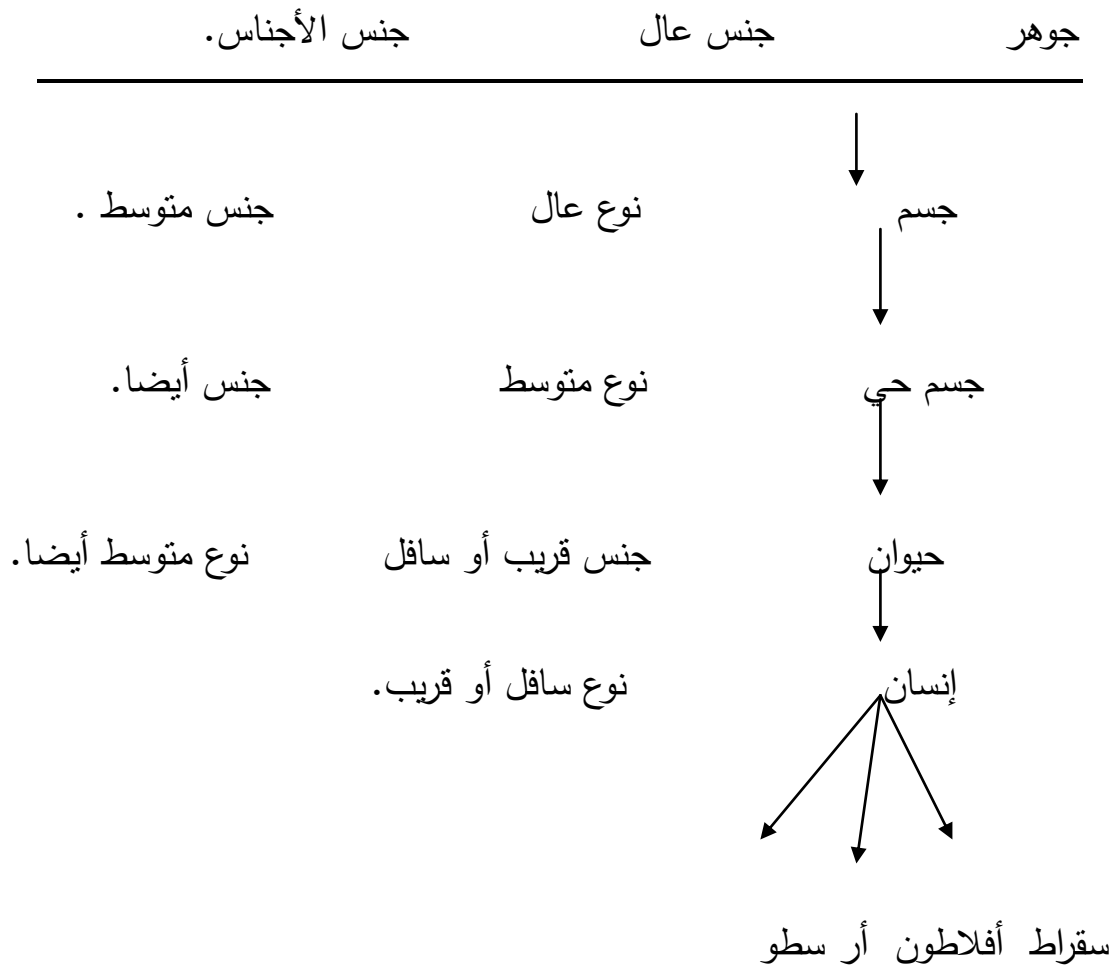 جوهر جنس عال جنس الأجناس.
جسم نوع عال جنس متوسط .
جسم حي نوع متوسط جنس أيضا.
حيوان جنس قريب أو سافل نوع متوسط أيضا.
إنسان نوع سافل أو قريب.
سقراط أفلاطون أر سطو